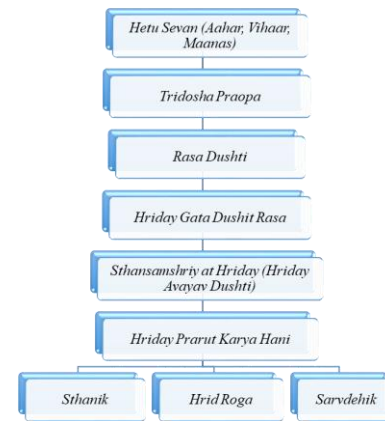 Hetu Sevan (Aahar, Vihaar,
Maanas)
Tridosha Praopa
Rasa Dushti
Hriday Gata Dushit Rasa
Sthansamshriy at Hriday (Hriday
Avayav Dushti)
Hriday Prarut Karya Hani
Sthanik
Hrid Roga
Sarvdehik